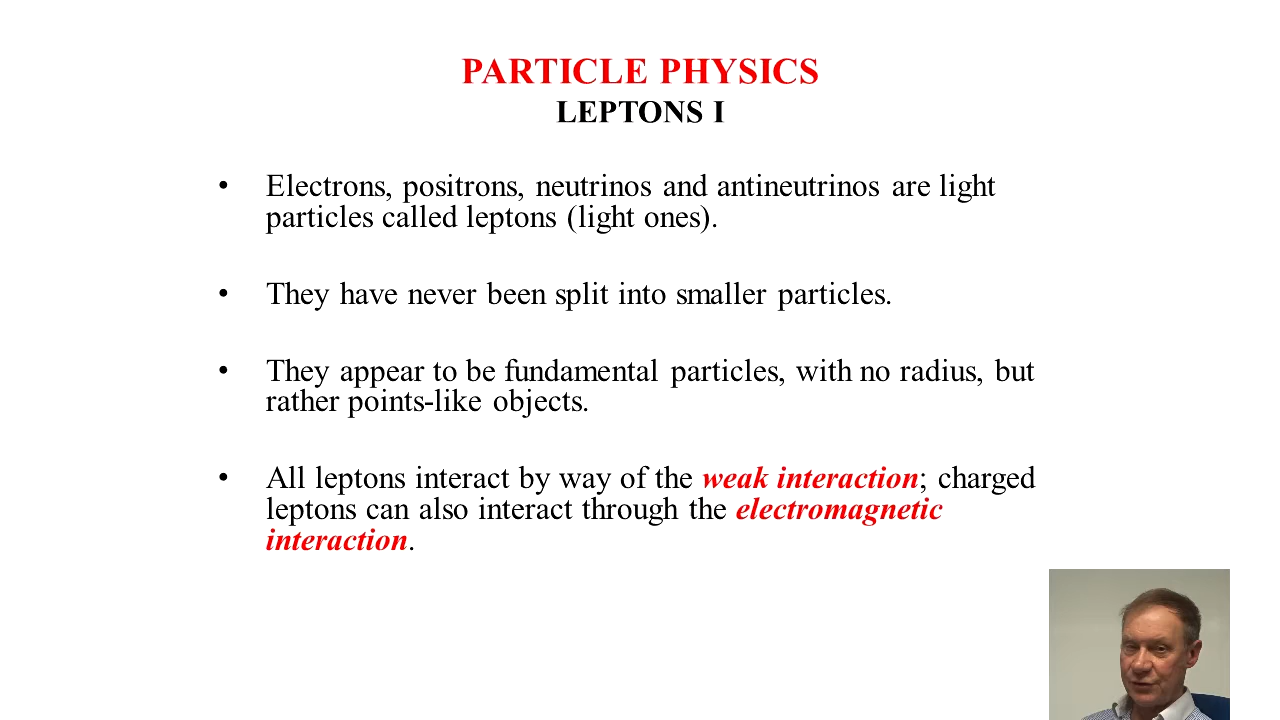 PARTICLE PHYSICS
LEPTONS I
• Electrons, positrons, neutrinos and antineutrinos are light
particles called leptons (light ones).
• They have never been split into smaller particles.
• They appear to be fundamental particles, with no radius, but
rather points-like objects.
• All leptons interact by way of the weak interaction; charged
leptons can also interact through the electromagnetic
interaction.